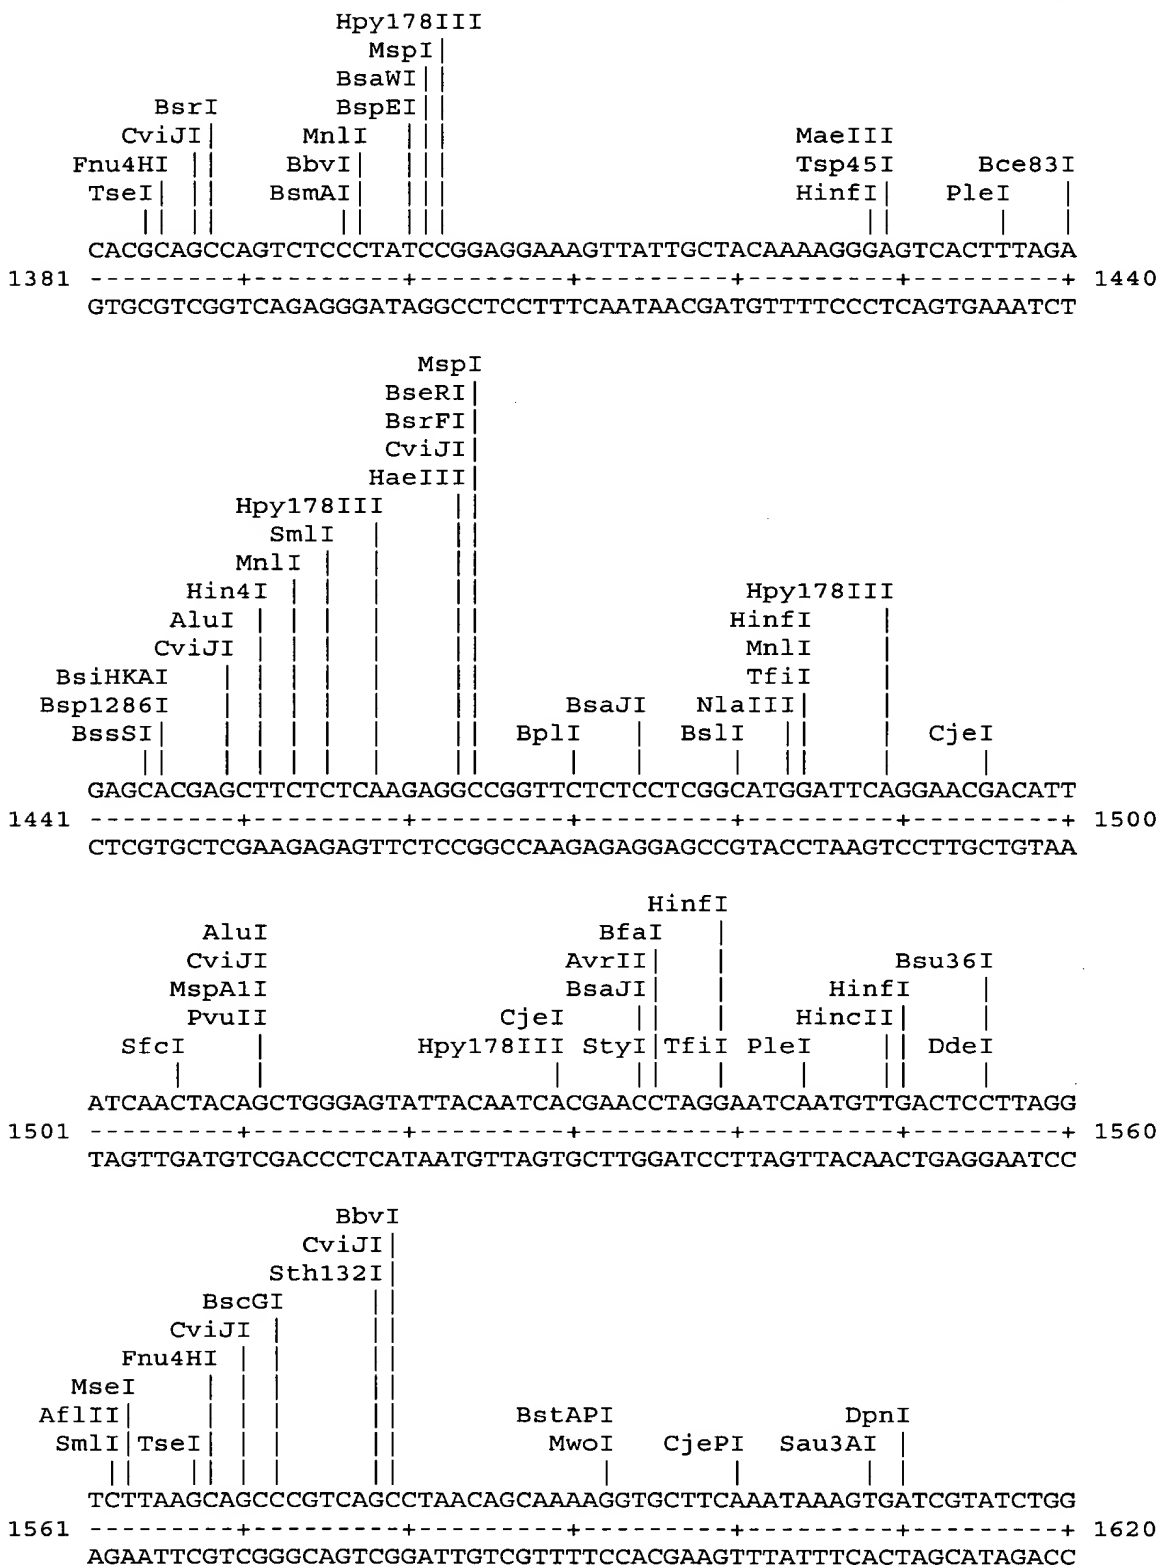 Hpy178III
MspI|
BsaWI||
BsrI BspEI||
CviJI| MnlI ||| MaeIII
Fnu4HI || BbvI| ||| Tsp45I Bce83I
TseI| || BsmAI| ||| HinfI| PleI |
|| || || ||| || | |
CACGCAGCCAGTCTCCCTATCCGGAGGAAAGTTATTGCTACAAAAGGGAGTCACTTTAGA
1381 ---------+---------+---------+---------+---------+---------+ 1440
GTGCGTCGGTCAGAGGGATAGGCCTCCTTTCAATAACGATGTTTTCCCTCAGTGAAATCT
MspI
BseRI|
BsrFI|
CviJI|
HaeIII|
Hpy178III ||
SmlI | ||
MnlI | | ||
Hin4I | | | || Hpy178III
AluI | | | | || HinfI |
CviJI | | | | || MnlI |
BsiHKAI | | | | | || TfiI |
Bsp1286I | | | | | || BsaJI NlaIII| |
BssSI| | | | | | || BplI | BslI || | CjeI
|| | | | | | || | | | || | |
GAGCACGAGCTTCTCTCAAGAGGCCGGTTCTCTCCTCGGCATGGATTCAGGAACGACATT
1441 ---------+---------+---------+---------+---------+---------+ 1500
CTCGTGCTCGAAGAGAGTTCTCCGGCCAAGAGAGGAGCCGTACCTAAGTCCTTGCTGTAA
HinfI
AluI BfaI |
CviJI AvrII| | Bsu36I
MspA1I BsaJI| | HinfI |
PvuII CjeI || | HincII| |
SfcI | Hpy178III StyI|TfiI PleI || DdeI
| | | || | | || |
ATCAACTACAGCTGGGAGTATTACAATCACGAACCTAGGAATCAATGTTGACTCCTTAGG
1501 ---------+---------+---------+---------+---------+---------+ 1560
TAGTTGATGTCGACCCTCATAATGTTAGTGCTTGGATCCTTAGTTACAACTGAGGAATCC
BbvI
CviJI|
Sth132I|
BscGI ||
CviJI | ||
Fnu4HI | | ||
MseI | | | ||
AflII| | | | || BstAPI DpnI
SmlI|TseI| | | || MwoI CjePI Sau3AI |
|| || | | || | | | |
TCTTAAGCAGCCCGTCAGCCTAACAGCAAAAGGTGCTTCAAATAAAGTGATCGTATCTGG
1561 ---------+---------+---------+---------+---------+---------+ 1620
AGAATTCGTCGGGCAGTCGGATTGTCGTTTTCCACGAAGTTTATTTCACTAGCATAGACC